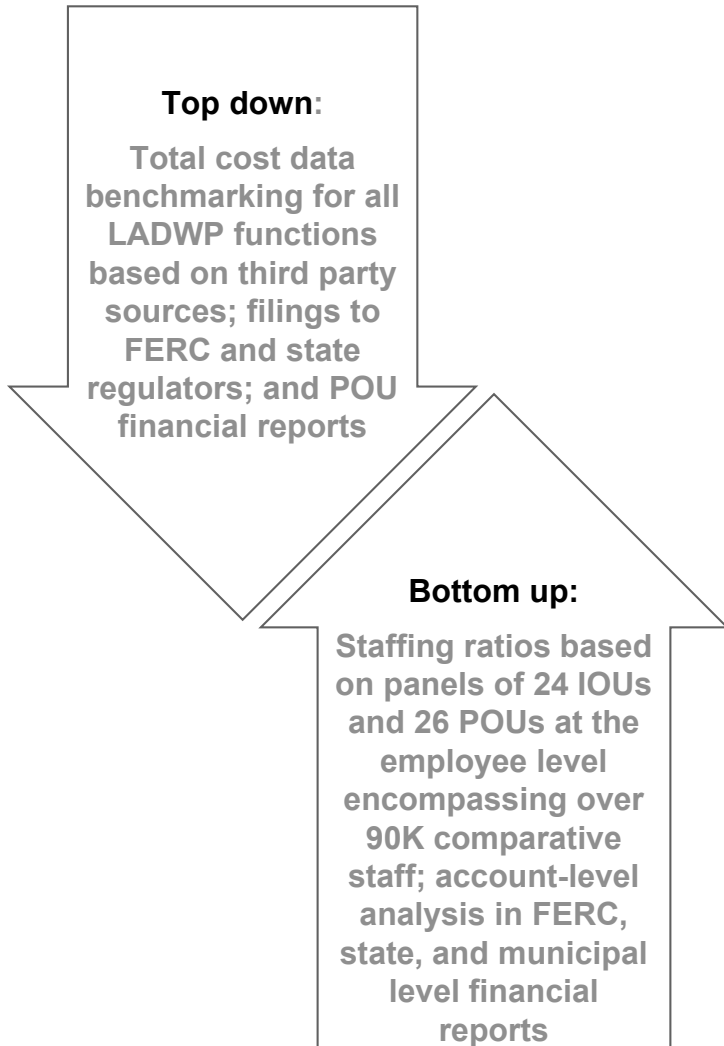 Top down:
Total cost data
benchmarking for all
LADWP functions
based on third party
sources; filings to
FERC and state
regulators; and POU
financial reports
Bottom up:
Staffing ratios based
on panels of 24 IOUs
and 26 POUs at the
employee level
encompassing over
90K comparative
staff; account-level
analysis in FERC,
state, and municipal
level financial
reports